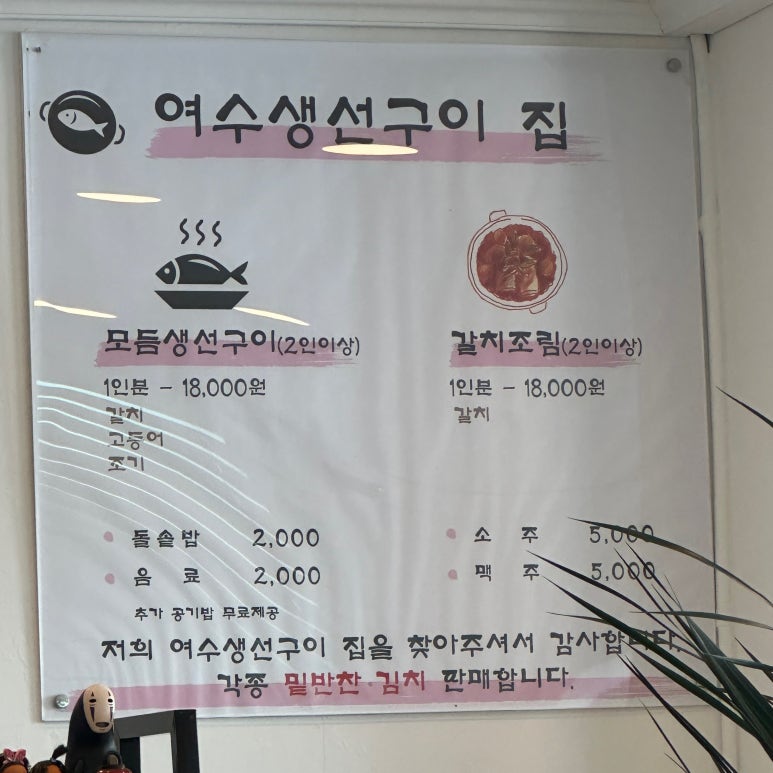 여수생선구이 집
모듬생선구이(2인이상)
1인분 - 18,000원
갈치
고등어
조기
갈치조림(2인이상)
1인분 - 18,000원
갈치
돌솥밥 2,000
음료 2,000
소주 5,000
맥주 5,000
추가 공기밥 무료제공
저희 여수생선구이 집을 찾아주셔서 감사합니다.
각종 밑반찬·김치 판매합니다.